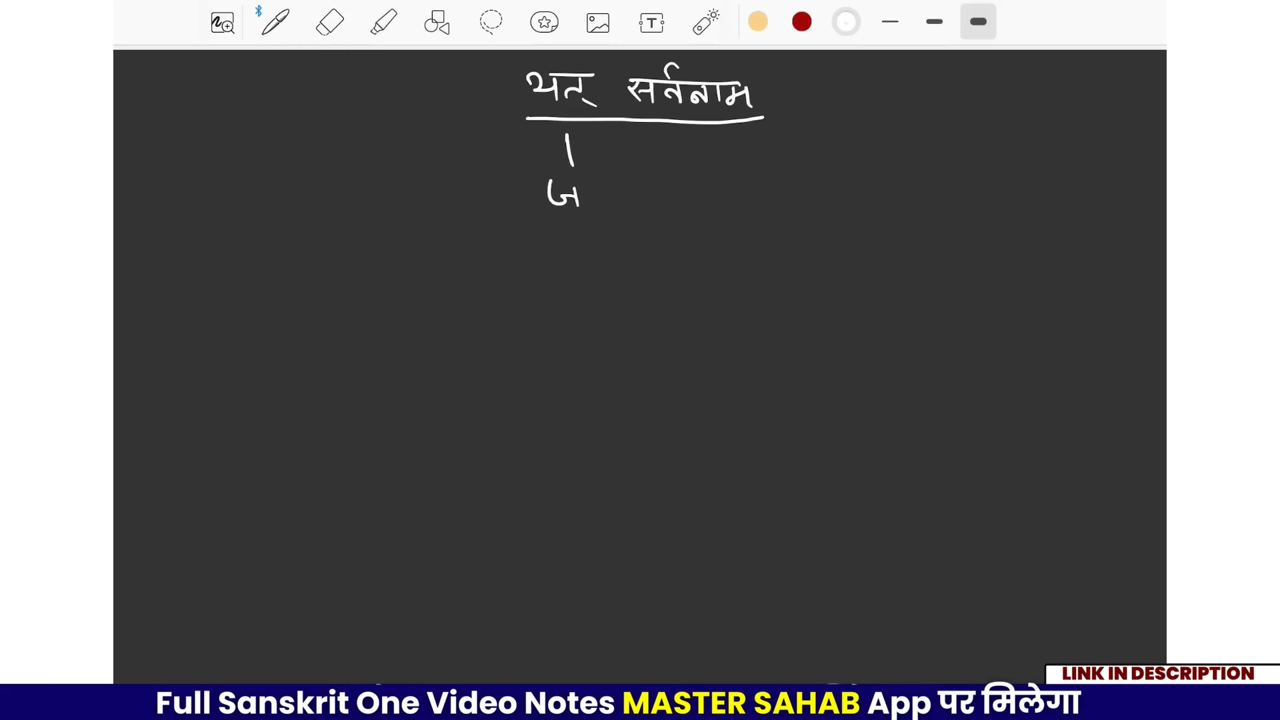 यत् सर्वनाम
ज
LINK IN DESCRIPTION
Full Sanskrit One Video Notes MASTER SAHAB App पर मिलेगा